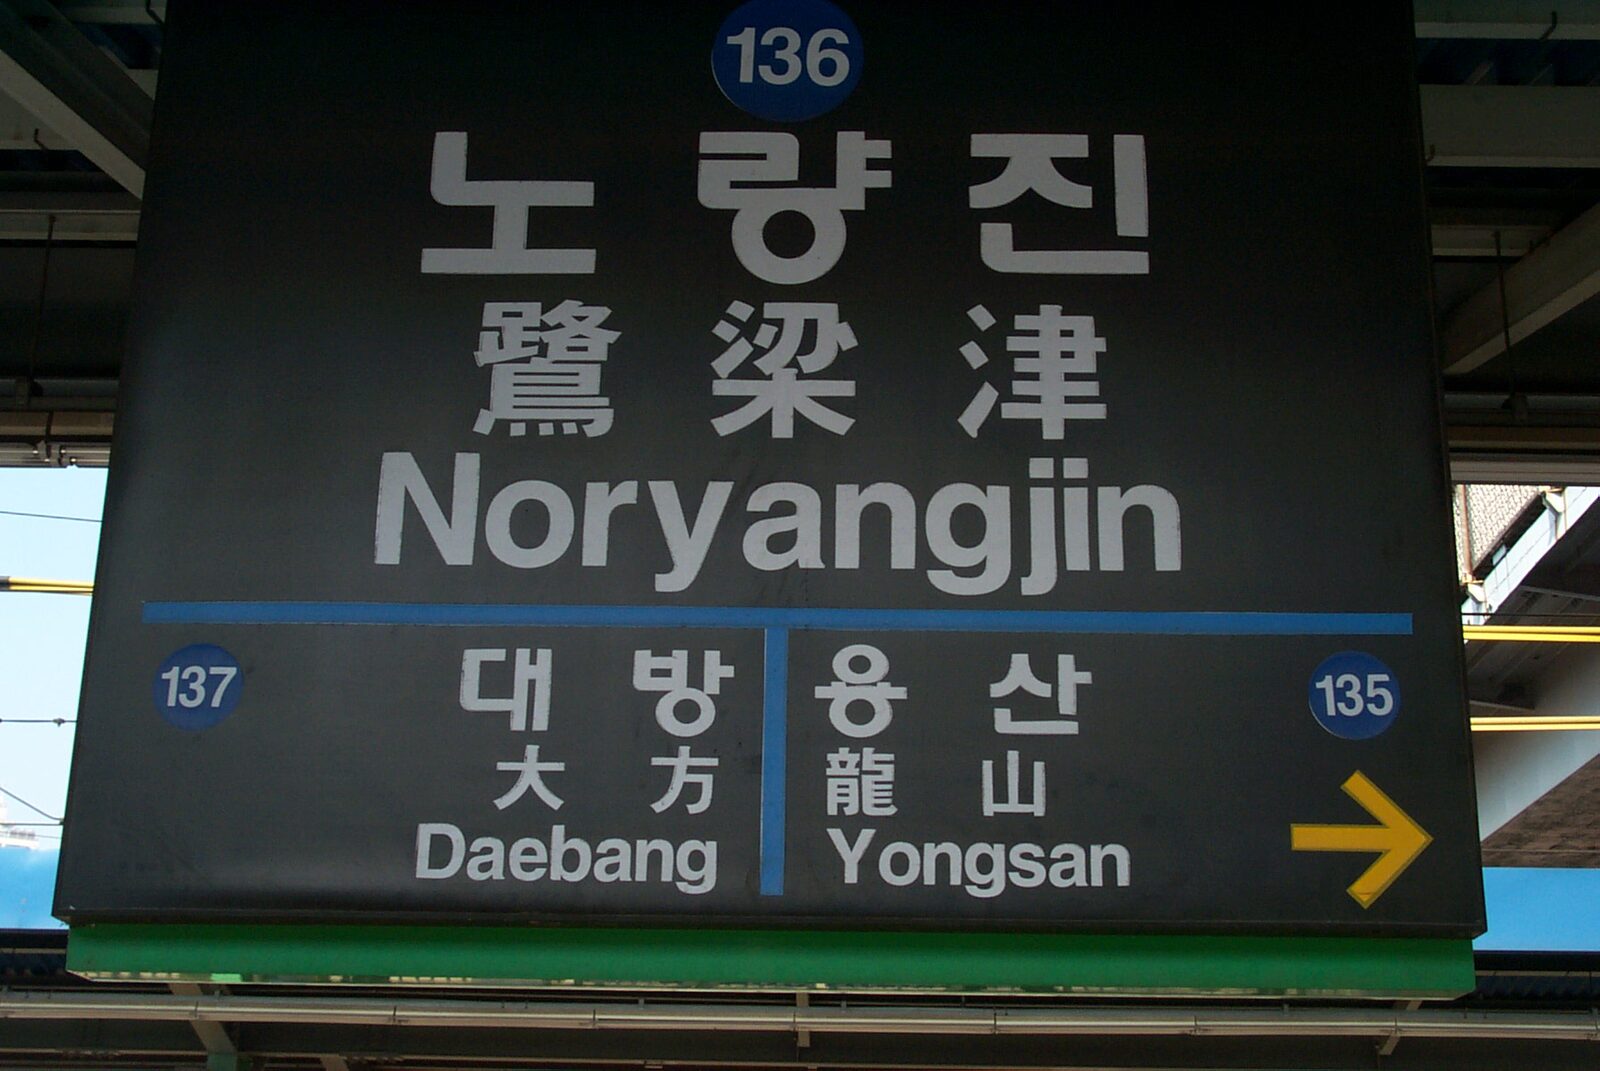 136
노량진
鷺梁津
Noryangjin
137 대방 용산 135
大方 龍山
Daebang Yongsan